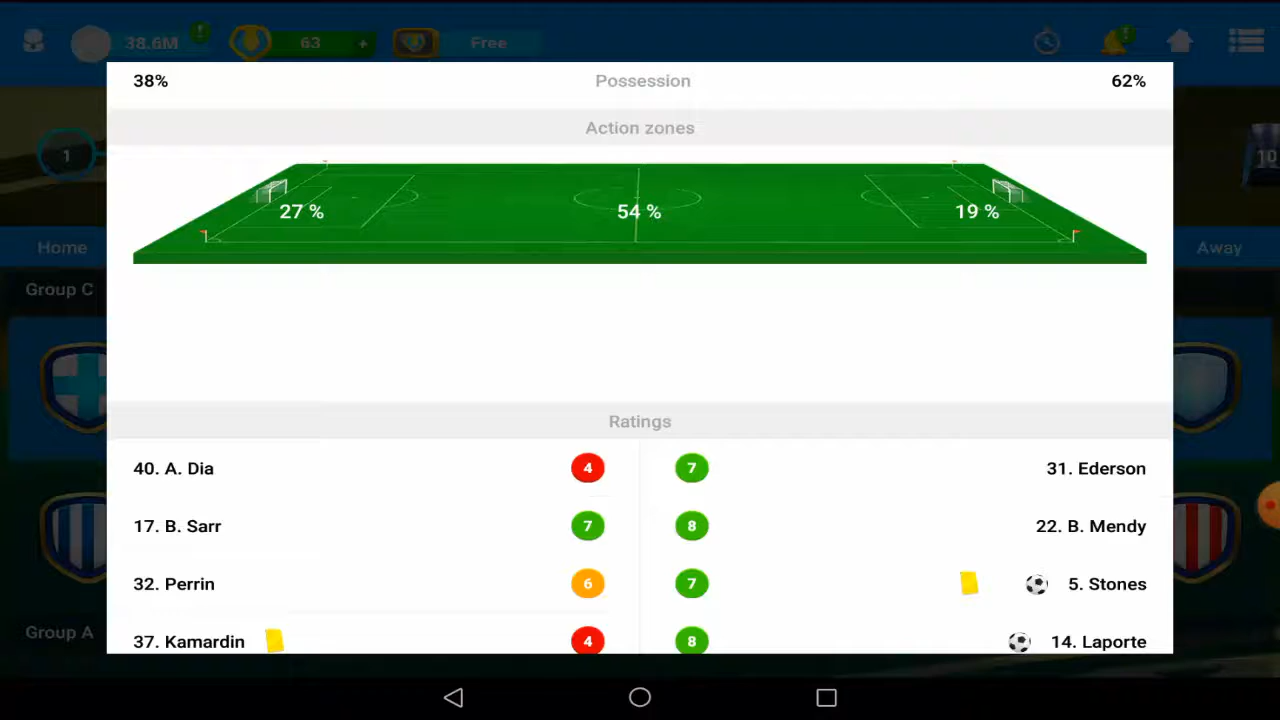 38.6M 63 + Free
38% Possession 62%
Action zones
1 10
27 % 54 % 19 %
Home Away
Group C
Ratings
40. A. Dia 4 7 31. Ederson
17. B. Sarr 7 8 22. B. Mendy
32. Perrin 6 7 5. Stones
Group A
37. Kamardin 4 8 14. Laporte